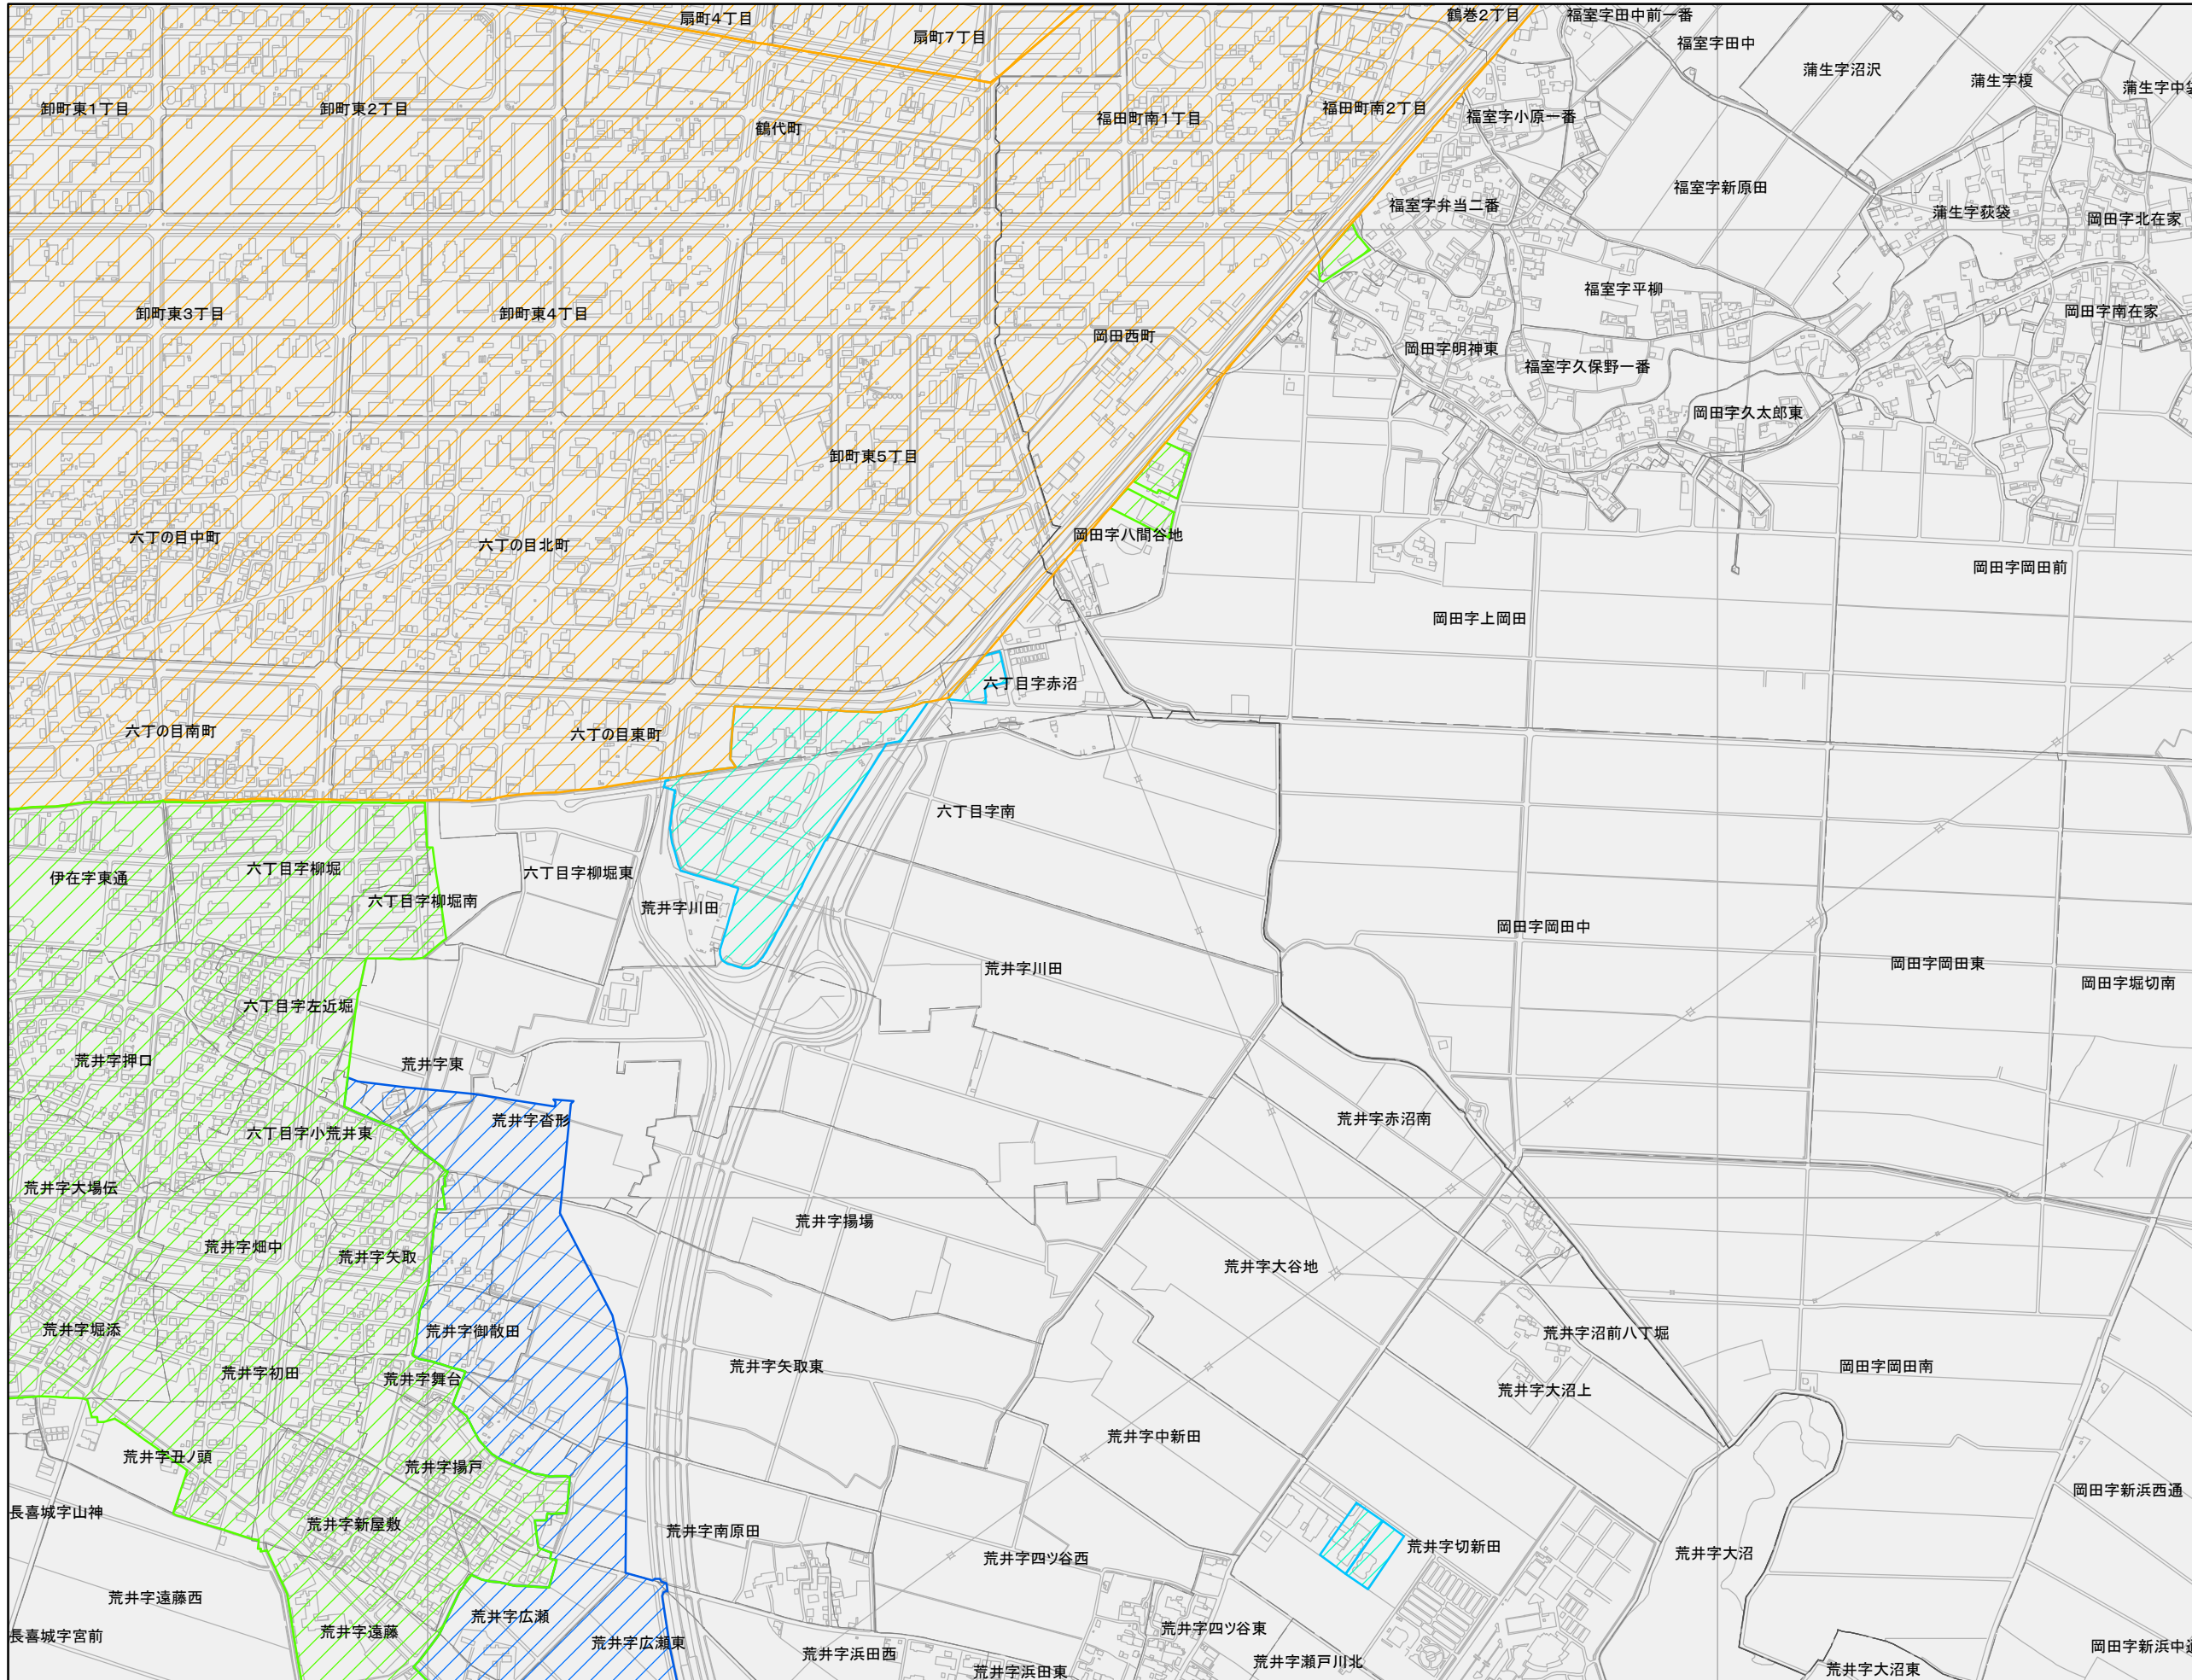 扇町4丁目
鶴巻2丁目
福室字田中前一番
扇町7丁目
福室字田中
蒲生字沼沢
蒲生字榎
蒲生字中
卸町東1丁目
卸町東2丁目
鶴代町
福田町南1丁目
福田町南2丁目
福室字小原一番
福室字新原田
福室字弁当二番
蒲生字荻袋
岡田字北在家
福室字平柳
岡田字南在家
卸町東3丁目
卸町東4丁目
岡田西町
岡田字明神東
福室字久保野一番
岡田字久太郎東
卸町東5丁目
六丁の目中町
六丁の目北町
岡田字八間谷地
岡田字岡田前
岡田字上岡田
六丁目字赤沼
六丁の目南町
六丁の目東町
六丁目字南
伊在字東通
六丁目字柳堀
六丁目字柳堀東
六丁目字柳堀南
荒井字川田
岡田字岡田中
荒井字川田
岡田字岡田東
岡田字堀切南
六丁目字左近堀
荒井字押口
荒井字東
荒井字沓形
荒井字赤沼南
六丁目字小荒井東
荒井字大場伝
荒井字揚場
荒井字畑中
荒井字矢取
荒井字大谷地
荒井字堀添
荒井字御散田
荒井字沼前八丁堀
荒井字初田
荒井字舞台
荒井字矢取東
岡田字岡田南
荒井字大沼上
荒井字中新田
荒井字丑ノ頭
荒井字揚戸
岡田字新浜西通
長喜城字山神
荒井字新屋敷
荒井字南原田
荒井字四ツ谷西
荒井字切新田
荒井字大沼
荒井字遠藤西
荒井字広瀬
荒井字四ツ谷東
長喜城字宮前
荒井字遠藤
荒井字広瀬東
荒井字浜田西
荒井字浜田東
荒井字瀬戸川北
岡田字新浜中
荒井字大沼東